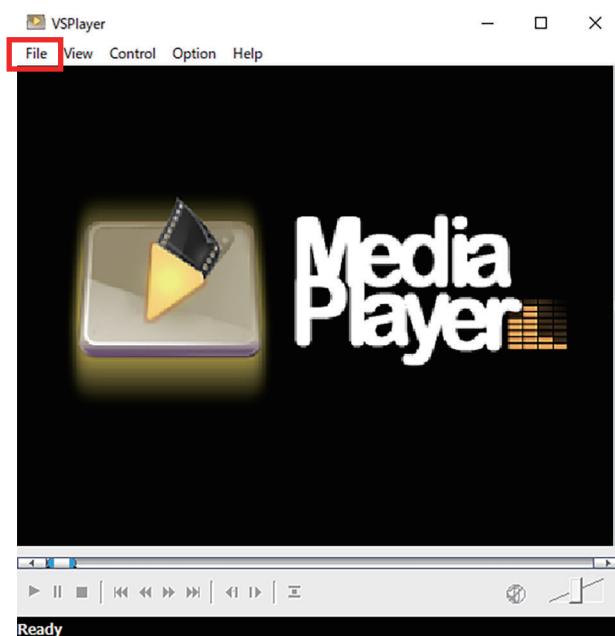 VSPlayer
File View Control Option Help
Media
Player
Ready